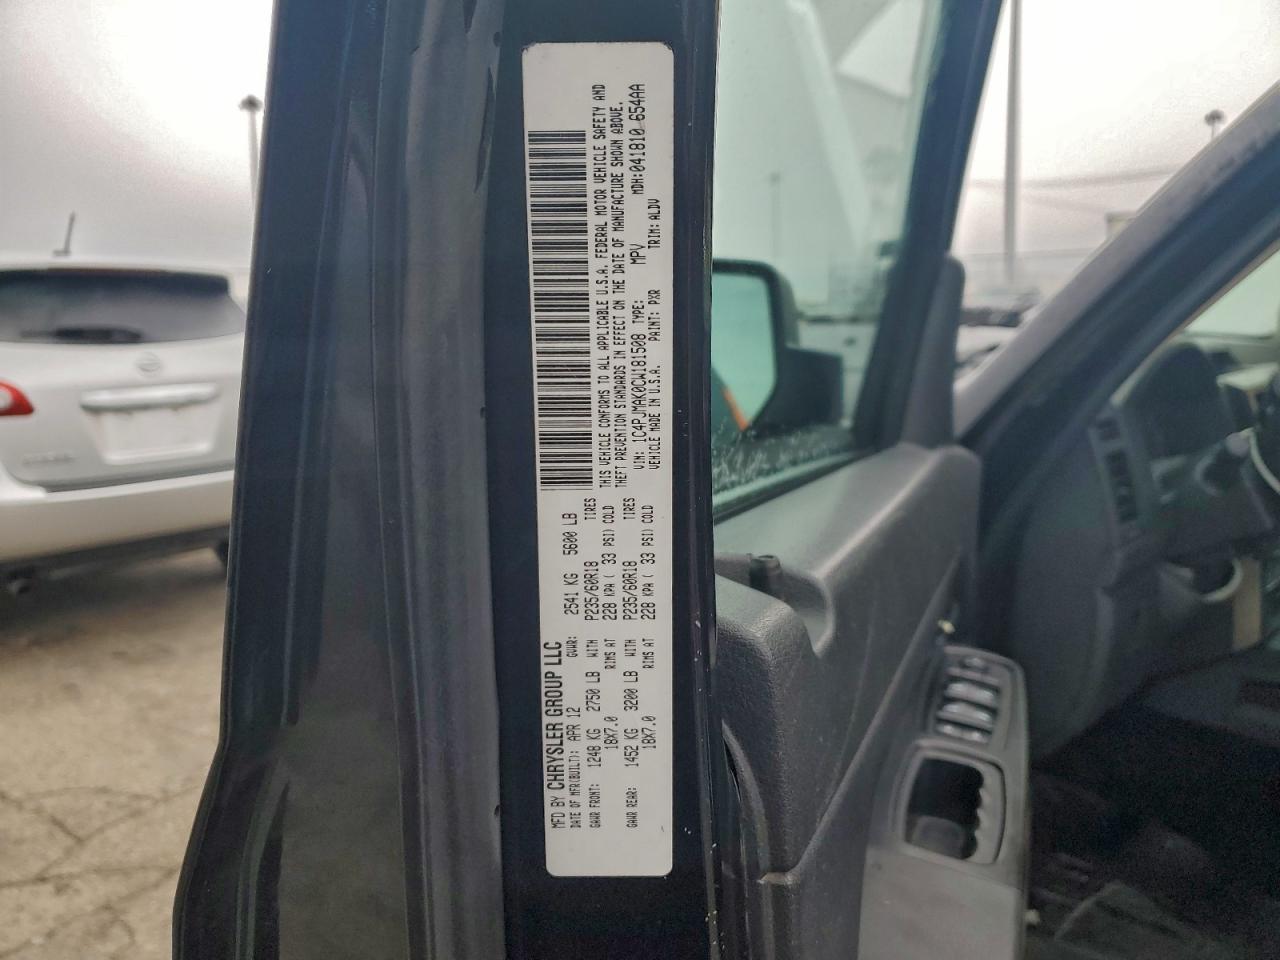 MFD BY CHRYSLER GROUP LLC
DATE OF MFR(BUILT): APR 12 GVWR: 2541 KG 5600 LB
GAWR FRONT: 1248 KG 2750 LB WITH P235/60R18 TIRES
18X7.0 RIMS AT 228 KPA ( 33 PSI) COLD
GAWR REAR: 1452 KG 3200 LB WITH P235/60R18 TIRES
18X7.0 RIMS AT 228 KPA ( 33 PSI) COLD
THIS VEHICLE CONFORMS TO ALL APPLICABLE U.S.A. FEDERAL MOTOR VEHICLE SAFETY AND
THEFT PREVENTION STANDARDS IN EFFECT ON THE DATE OF MANUFACTURE SHOWN ABOVE.
VIN: 1C4PJMAK0CW181508 TYPE: MPV MDH:041810 654AA
VEHICLE MADE IN U.S.A. PAINT: PXR TRIM: ALDV